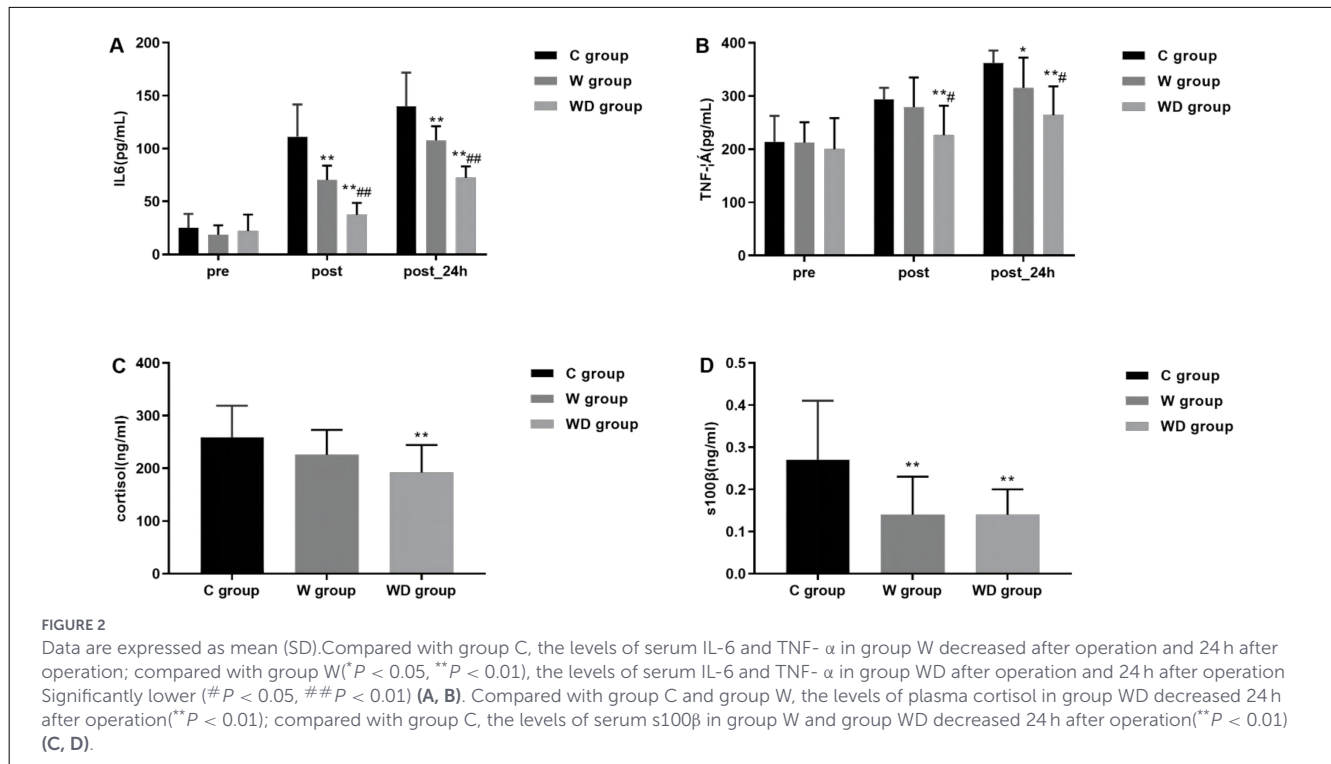 A
IL6(pg/mL)
200
150
100
50
0
pre post post_24h
** **## ** **##
C group
W group
WD group
B
TNF-¦Á(pg/mL)
400
300
200
100
0
pre post post_24h
**# * **#
C group
W group
WD group
C
cortisol(ng/ml)
400
300
200
100
0
C group W group WD group
**
C group
W group
WD group
D
s100β(ng/ml)
0.5
0.4
0.3
0.2
0.1
0.0
C group W group WD group
** **
C group
W group
WD group
FIGURE 2
Data are expressed as mean (SD).Compared with group C, the levels of serum IL-6 and TNF- α in group W decreased after operation and 24 h after
operation; compared with group W(*P < 0.05, **P < 0.01), the levels of serum IL-6 and TNF- α in group WD after operation and 24 h after operation
Significantly lower (#P < 0.05, ##P < 0.01) (A, B). Compared with group C and group W, the levels of plasma cortisol in group WD decreased 24 h
after operation(**P < 0.01); compared with group C, the levels of serum s100β in group W and group WD decreased 24 h after operation(**P < 0.01)
(C, D).